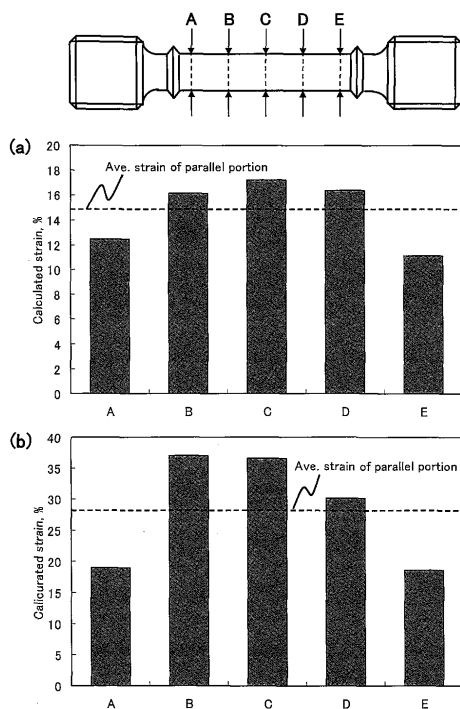 A B C D E
(a)
20
18
16
14
12
10
8
6
4
2
0
Calculated strain, %
Ave. strain of parallel portion
A B C D E
(b)
40
35
30
25
20
15
10
5
0
Calicurated strain, %
Ave. strain of parallel portion
A B C D E